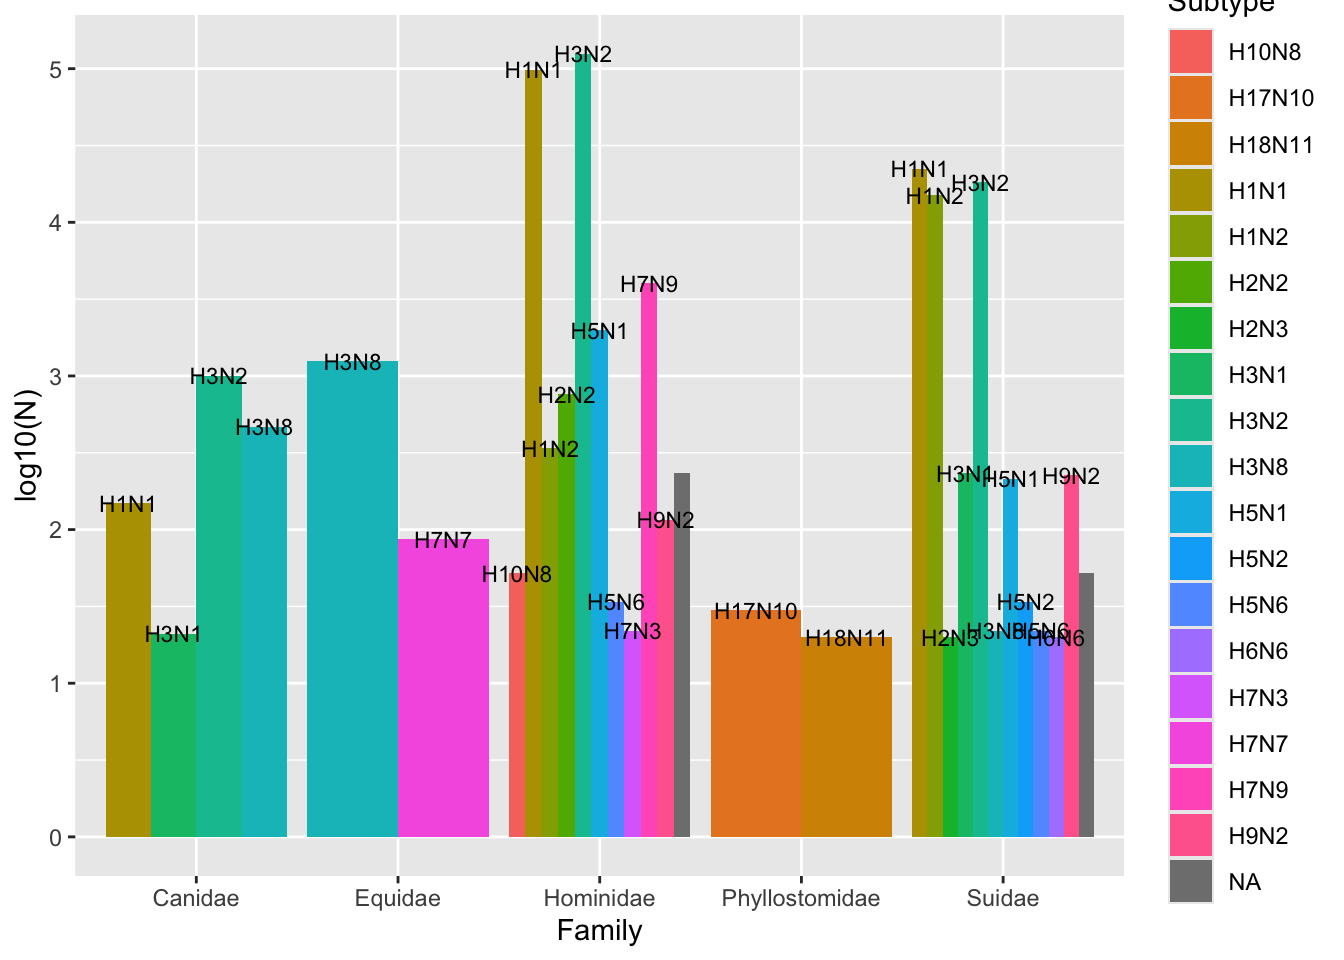 Subtype
H10N8
H17N10
H18N11
H1N1
H1N2
H2N2
H2N3
H3N1
H3N2
H3N8
H5N1
H5N2
H5N6
H6N6
H7N3
H7N7
H7N9
H9N2
NA
log10(N)
5
4
3
2
1
0
H1N1
H3N1
H3N2
H3N8
H3N8
H7N7
H10N8
H1N1
H1N2
H2N2
H3N2
H5N1
H5N6
H7N3
H7N9
H9N2
H17N10
H18N11
H1N1
H1N2
H2N3
H3N1
H3N2
H3N8
H5N1
H5N2
H5N6
H6N6
H9N2
Canidae
Equidae
Hominidae
Phyllostomidae
Suidae
Family